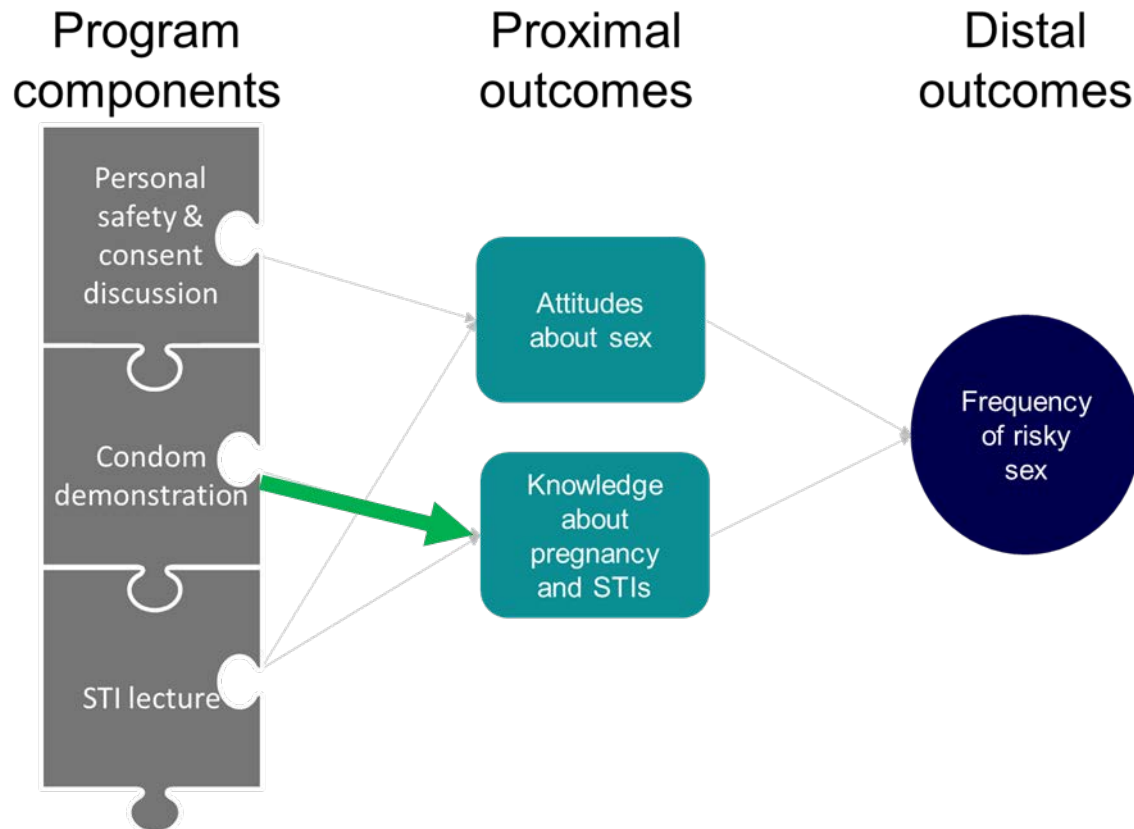 Program
components
Proximal
outcomes
Distal
outcomes
Personal
safety &
consent
discussion
Condom
demonstration
STI lecture
Attitudes
about sex
Knowledge
about
pregnancy
and STIs
Frequency
of risky
sex